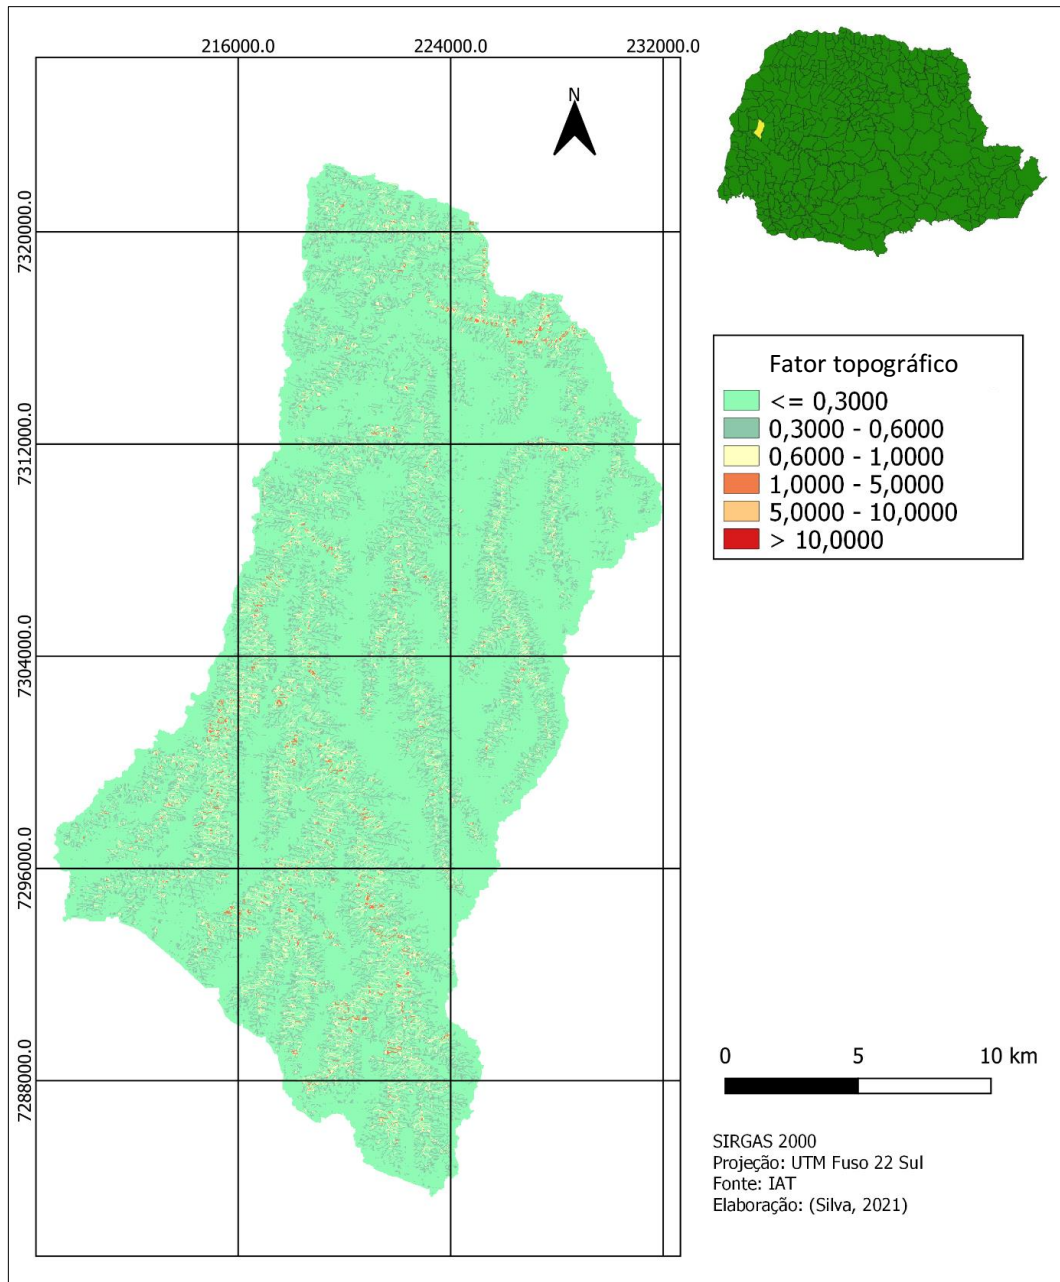 216000.0
224000.0
232000.0
N
7320000.0
7312000.0
7304000.0
7296000.0
7288000.0
Fator topográfico
<= 0,3000
0,3000 - 0,6000
0,6000 - 1,0000
1,0000 - 5,0000
5,0000 - 10,0000
> 10,0000
0 5 10 km
SIRGAS 2000
Projeção: UTM Fuso 22 Sul
Fonte: IAT
Elaboração: (Silva, 2021)